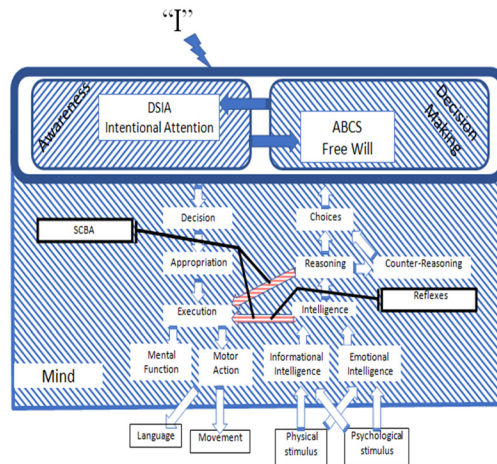 “I”
Awareness
DSIA
Intentional Attention
ABCS
Free Will
Decision
Making
Decision
Choices
SCBA
Appropriation
Reasoning
Counter-Reasoning
Reflexes
Execution
Intelligence
Mental
Function
Motor
Action
Informational
Intelligence
Emotional
Intelligence
Mind
Language
Movement
Physical
stimulus
Psychological
stimulus